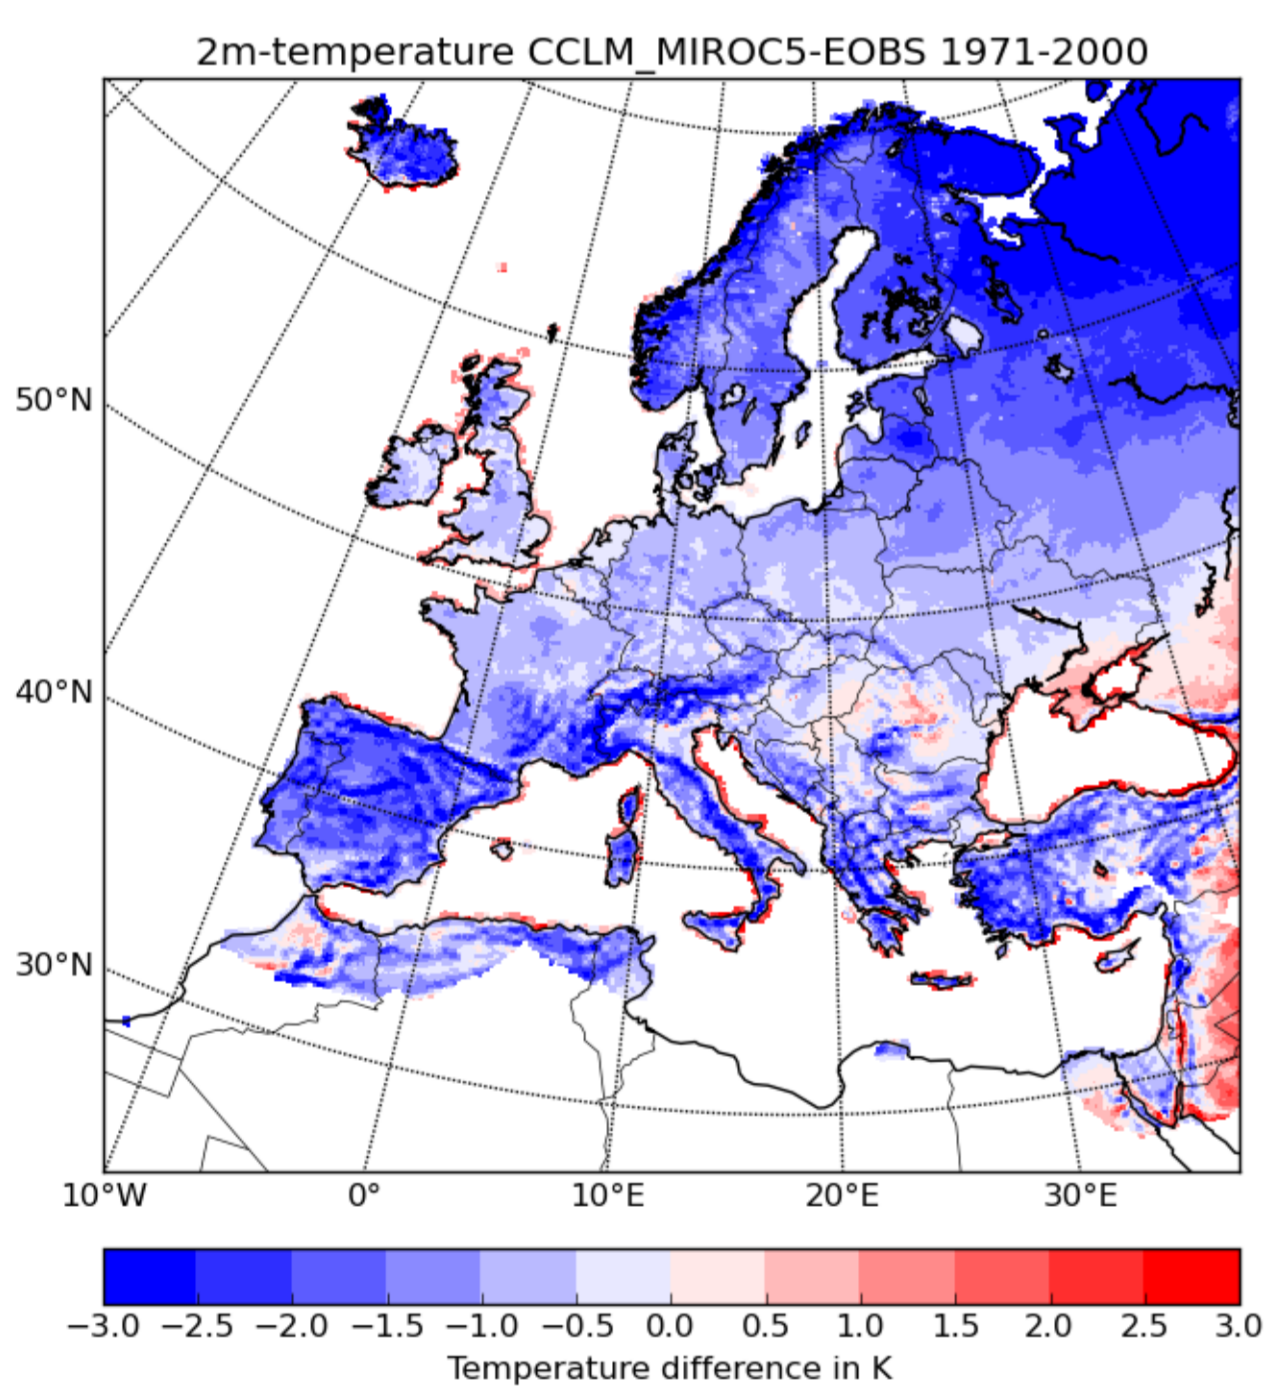 2m-temperature CCLM_MIROC5-EOBS 1971-2000
50°N
40°N
30°N
10°W 0° 10°E 20°E 30°E
−3.0 −2.5 −2.0 −1.5 −1.0 −0.5 0.0 0.5 1.0 1.5 2.0 2.5 3.0
Temperature difference in K